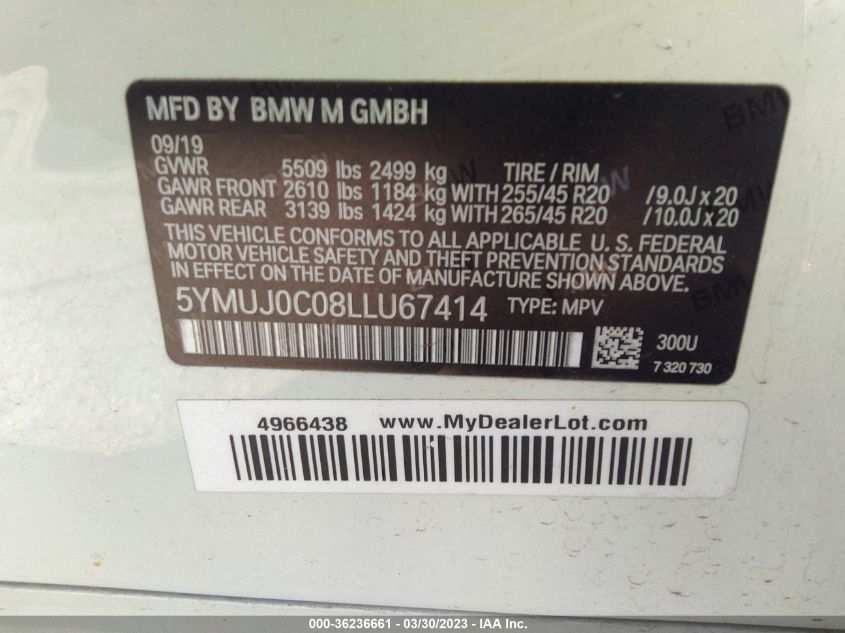 MFD BY BMW M GMBH
09/19
GVWR 5509 lbs 2499 kg TIRE / RIM
GAWR FRONT 2610 lbs 1184 kg WITH 255/45 R20 /9.0J x 20
GAWR REAR 3139 lbs 1424 kg WITH 265/45 R20 /10.0J x 20
THIS VEHICLE CONFORMS TO ALL APPLICABLE U. S. FEDERAL
MOTOR VEHICLE SAFETY AND THEFT PREVENTION STANDARDS
IN EFFECT ON THE DATE OF MANUFACTURE SHOWN ABOVE.
5YMUJ0C08LLU67414 TYPE: MPV
300U
7 320 730
4966438 www.MyDealerLot.com
000-36236661 - 03/30/2023 - IAA Inc.